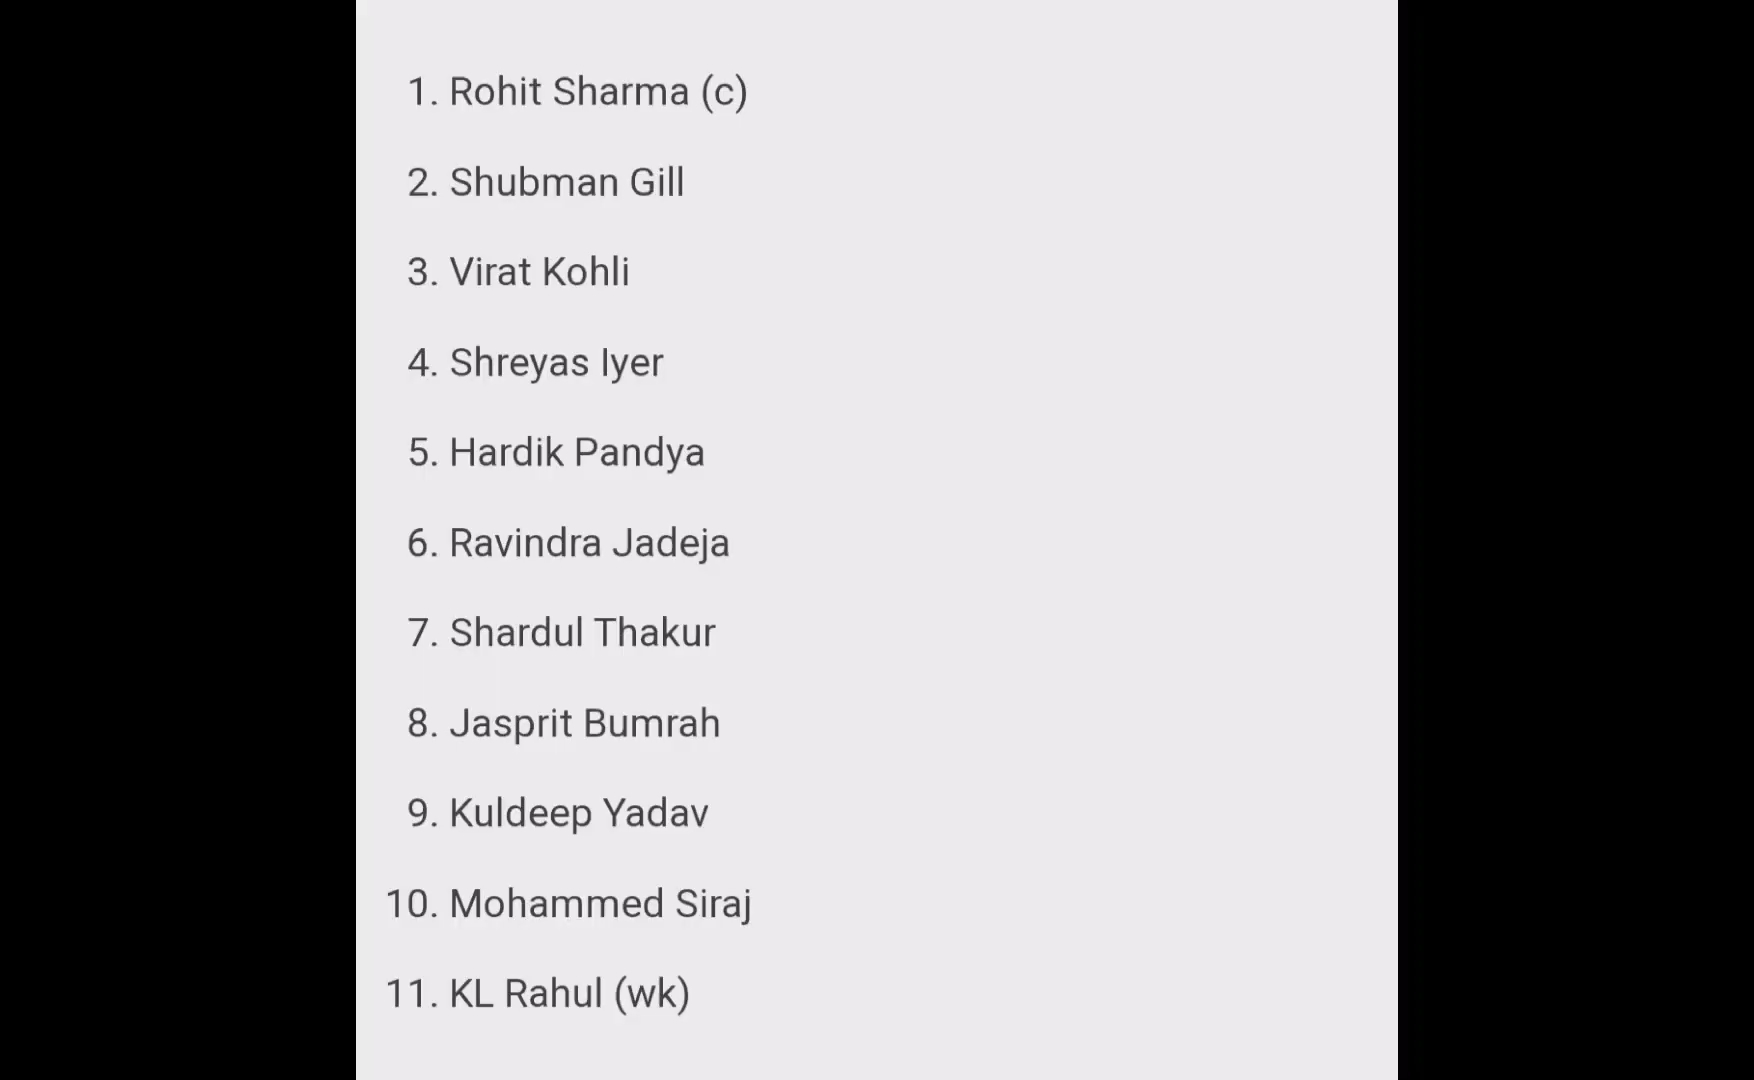 1. Rohit Sharma (c)
2. Shubman Gill
3. Virat Kohli
4. Shreyas Iyer
5. Hardik Pandya
6. Ravindra Jadeja
7. Shardul Thakur
8. Jasprit Bumrah
9. Kuldeep Yadav
10. Mohammed Siraj
11. KL Rahul (wk)